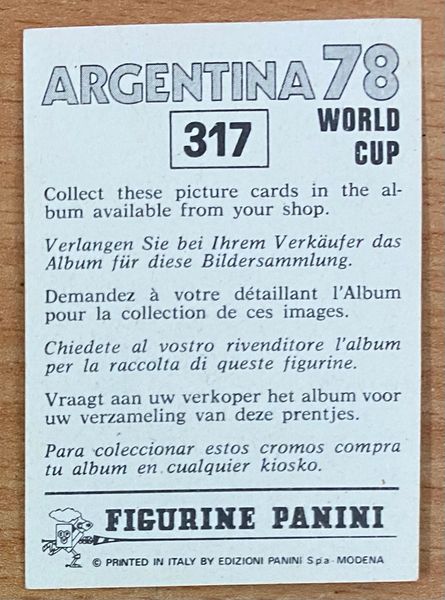 ARGENTINA 78
317
WORLD
CUP
Collect these picture cards in the al-
bum available from your shop.
Verlangen Sie bei Ihrem Verkäufer das
Album für diese Bildersammlung.
Demandez à votre détaillant l'Album
pour la collection de ces images.
Chiedete al vostro rivenditore l'album
per la raccolta di queste figurine.
Vraagt aan uw verkoper het album voor
uw verzameling van deze prentjes.
Para coleccionar estos cromos compra
tu album en cualquier kiosko.
FIGURINE PANINI
© PRINTED IN ITALY BY EDIZIONI PANINI S.p.a - MODENA